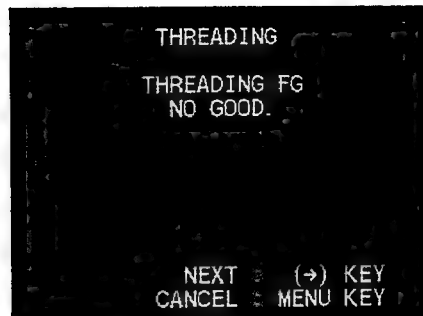 THREADING
THREADING FG
NO GOOD.
NEXT : (→) KEY
CANCEL : MENU KEY